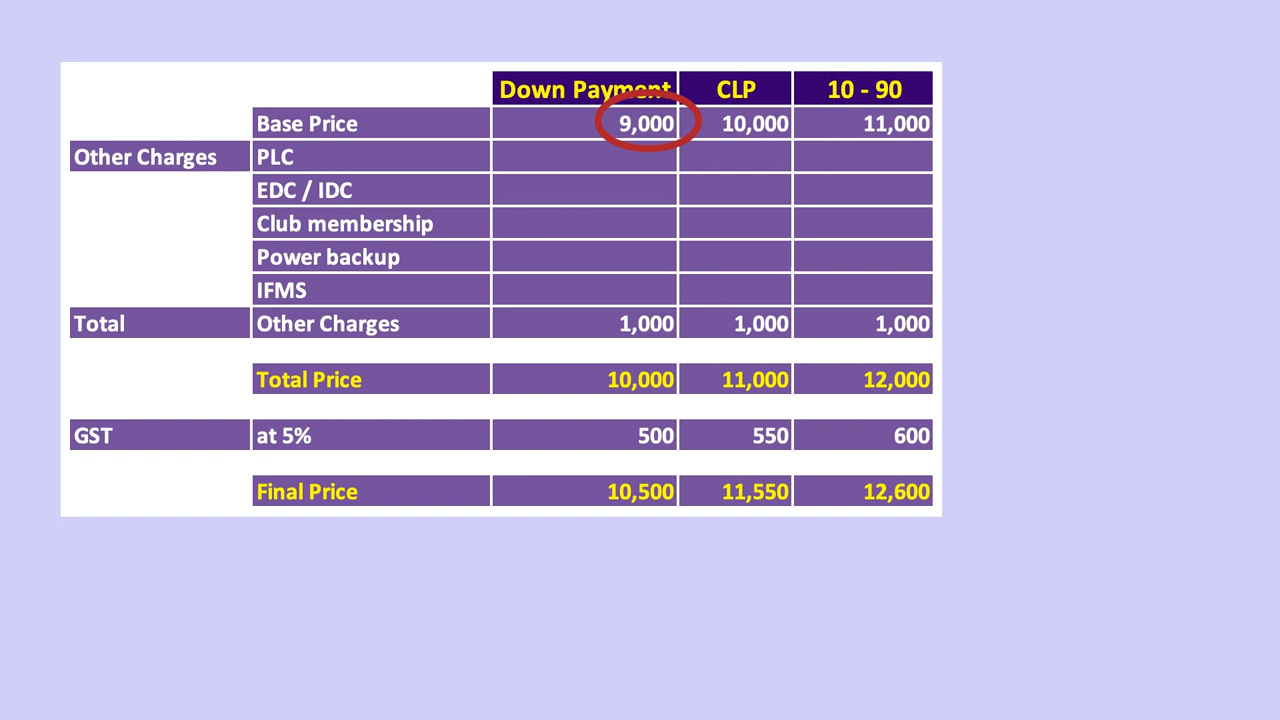 Down Payment CLP 10 - 90
Base Price 9,000 10,000 11,000
Other Charges PLC
EDC / IDC
Club membership
Power backup
IFMS
Total Other Charges 1,000 1,000 1,000
Total Price 10,000 11,000 12,000
GST at 5% 500 550 600
Final Price 10,500 11,550 12,600